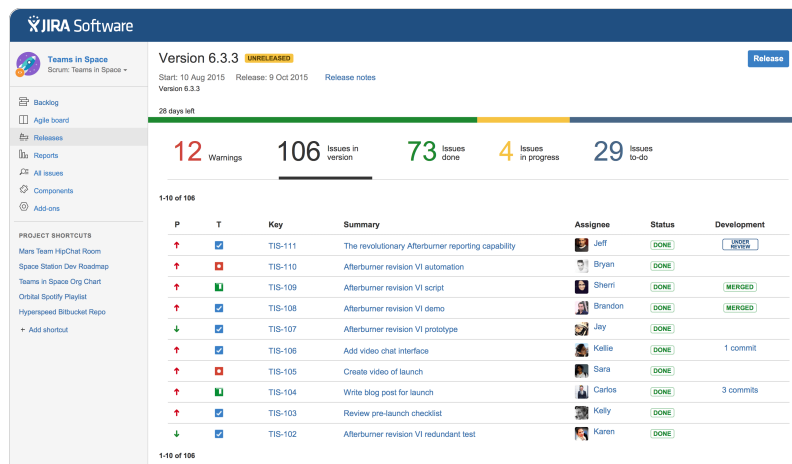 JIRA Software
Teams in Space
Scrum: Teams in Space
Backlog
Agile board
Releases
Reports
All issues
Components
Add-ons
PROJECT SHORTCUTS
Mars Team HipChat Room
Space Station Dev Roadmap
Teams in Space Org Chart
Orbital Spotify Playlist
Hyperspeed Bitbucket Repo
+ Add shortcut
Version 6.3.3 UNRELEASED
Release
Start: 10 Aug 2015 Release: 9 Oct 2015 Release notes
Version 6.3.3
28 days left
12 Warnings
106 Issues in version
73 Issues done
4 Issues in progress
29 Issues to-do
1-10 of 106
P T Key Summary Assignee Status Development
TIS-111 The revolutionary Afterburner reporting capability Jeff DONE UNDER REVIEW
TIS-110 Afterburner revision VI automation Bryan DONE
TIS-109 Afterburner revision VI script Sherri DONE MERGED
TIS-108 Afterburner revision VI demo Brandon DONE MERGED
TIS-107 Afterburner revision VI prototype Jay DONE
TIS-106 Add video chat interface Kellie DONE 1 commit
TIS-105 Create video of launch Sara DONE
TIS-104 Write blog post for launch Carlos DONE 3 commits
TIS-103 Review pre-launch checklist Kelly DONE
TIS-102 Afterburner revision VI redundant test Karen DONE
1-10 of 106